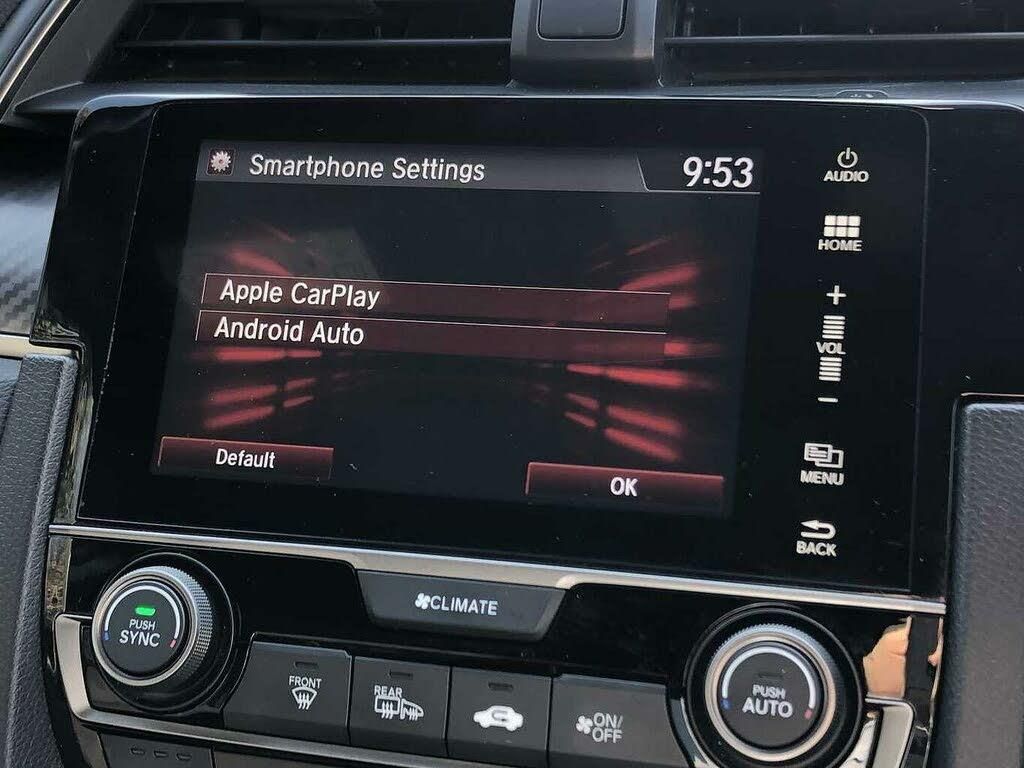 Smartphone Settings
9:53
AUDIO
HOME
Apple CarPlay
Android Auto
+
VOL
−
Default
OK
MENU
BACK
CLIMATE
PUSH
SYNC
FRONT
REAR
ON/
OFF
PUSH
AUTO